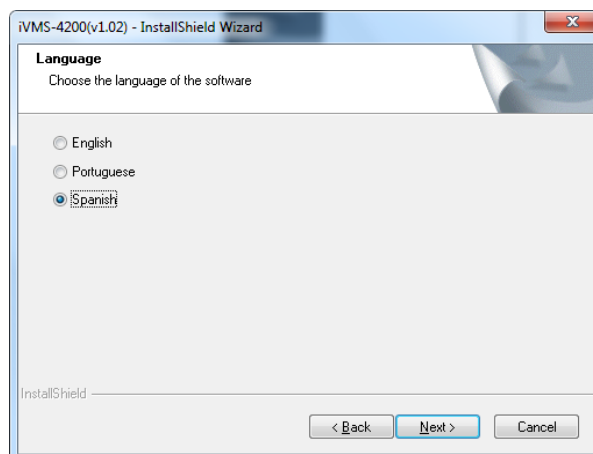 iVMS-4200(v1.02) - InstallShield Wizard
Language
Choose the language of the software
English
Portuguese
Spanish
InstallShield
< Back Next > Cancel